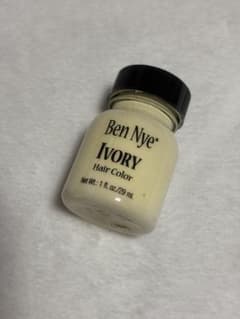 Ben Nye®
IVORY
Hair Color
Net Wt.: 1 fl. oz./29 mL